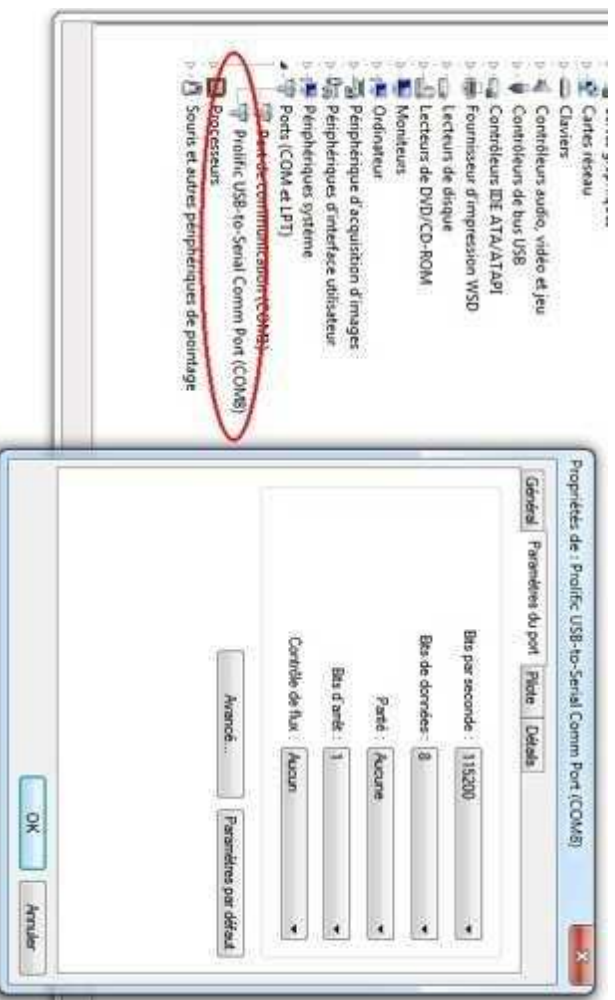 Cartes réseau
Claviers
Contrôleurs audio, vidéo et jeu
Contrôleurs de bus USB
Contrôleurs IDE ATA/ATAPI
Fournisseur d'impression WSD
Lecteurs de disque
Lecteurs de DVD/CD-ROM
Moniteurs
Ordinateur
Périphérique d'acquisition d'images
Périphériques d'interface utilisateur
Périphériques système
Ports (COM et LPT)
Port de communication (COM1)
Prolific USB-to-Serial Comm Port (COM8)
Processeurs
Souris et autres périphériques de pointage
Propriétés de : Prolific USB-to-Serial Comm Port (COM8)
Général Paramètres du port Pilote Détails
Bits par seconde : 115200
Bits de données : 8
Parité : Aucune
Bits d'arrêt : 1
Contrôle de flux : Aucun
Avancé... Paramètres par défaut
OK Annuler